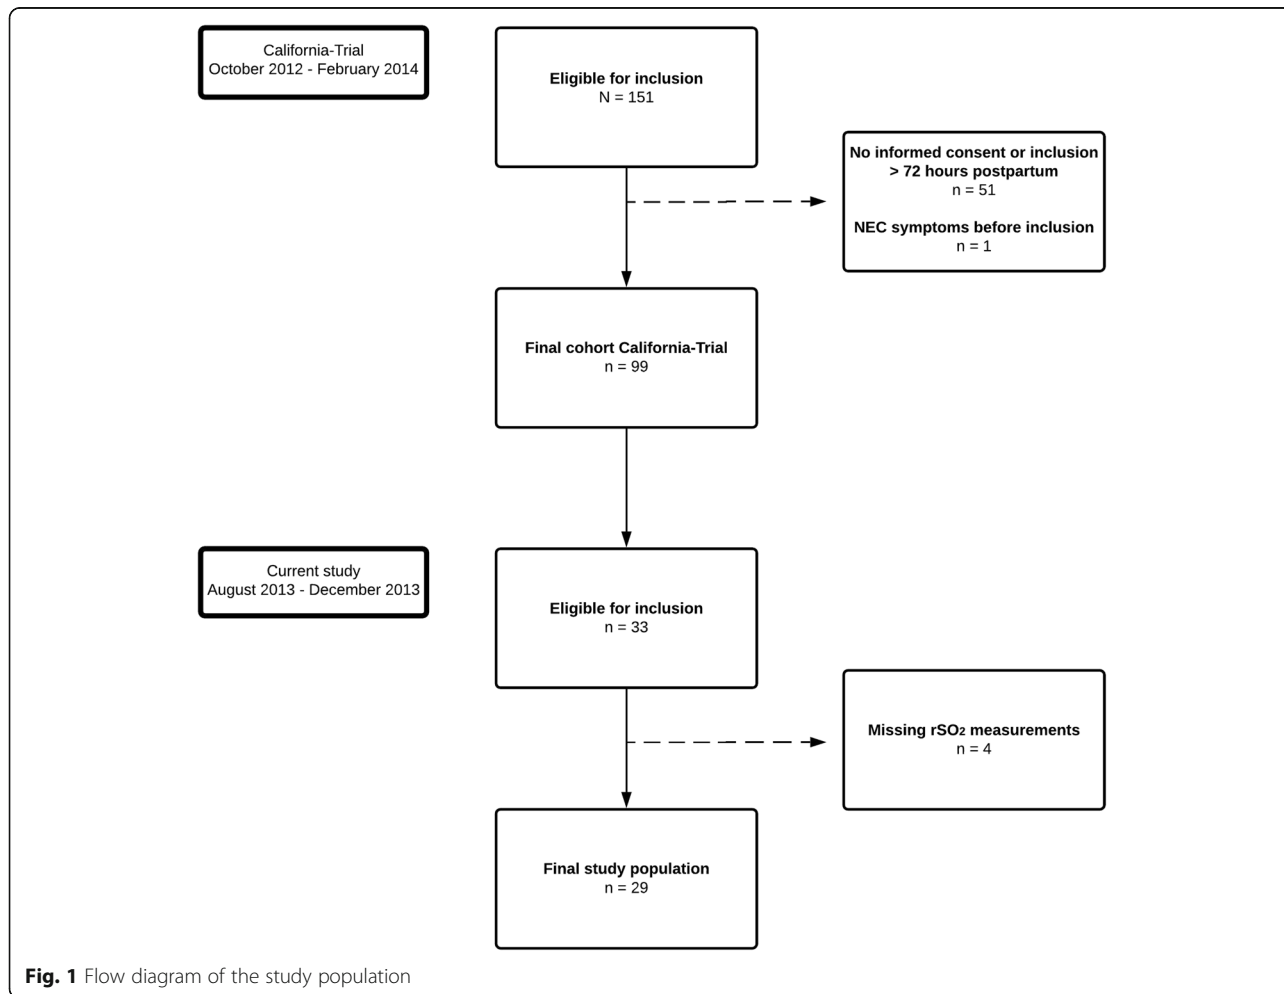 California-Trial
October 2012 - February 2014
Eligible for inclusion
N = 151
No informed consent or inclusion
> 72 hours postpartum
n = 51
NEC symptoms before inclusion
n = 1
Final cohort California-Trial
n = 99
Current study
August 2013 - December 2013
Eligible for inclusion
n = 33
Missing rSO₂ measurements
n = 4
Final study population
n = 29
Fig. 1 Flow diagram of the study population